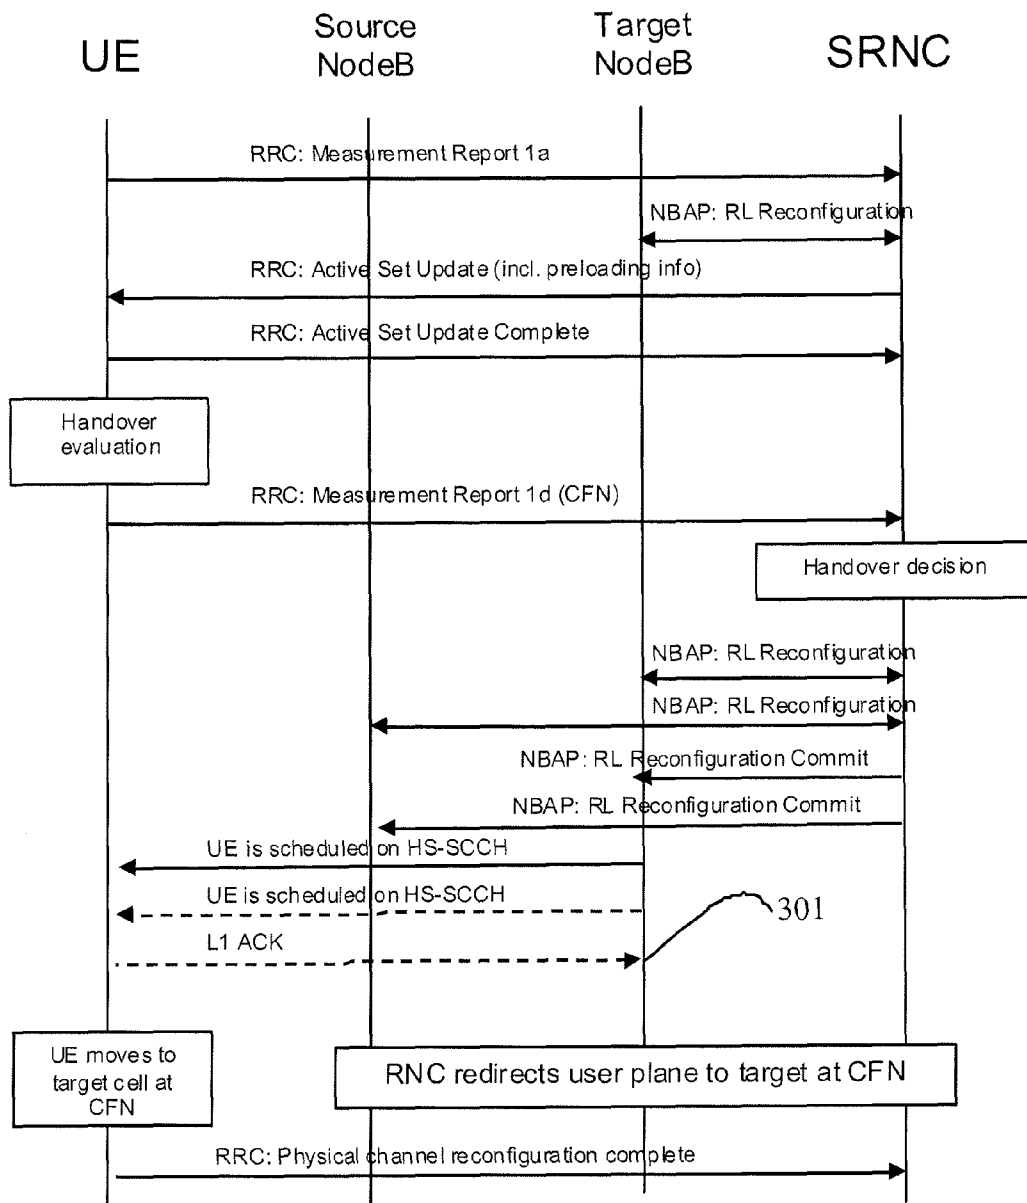 UE
Source
NodeB
Target
NodeB
SRNC
RRC: Measurement Report 1a
NBAP: RL Reconfiguration
RRC: Active Set Update (incl. preloading info)
RRC: Active Set Update Complete
Handover
evaluation
RRC: Measurement Report 1d (CFN)
Handover decision
NBAP: RL Reconfiguration
NBAP: RL Reconfiguration
NBAP: RL Reconfiguration Commit
NBAP: RL Reconfiguration Commit
UE is scheduled on HS-SCCH
UE is scheduled on HS-SCCH
301
L1 ACK
UE moves to
target cell at
CFN
RNC redirects user plane to target at CFN
RRC: Physical channel reconfiguration complete